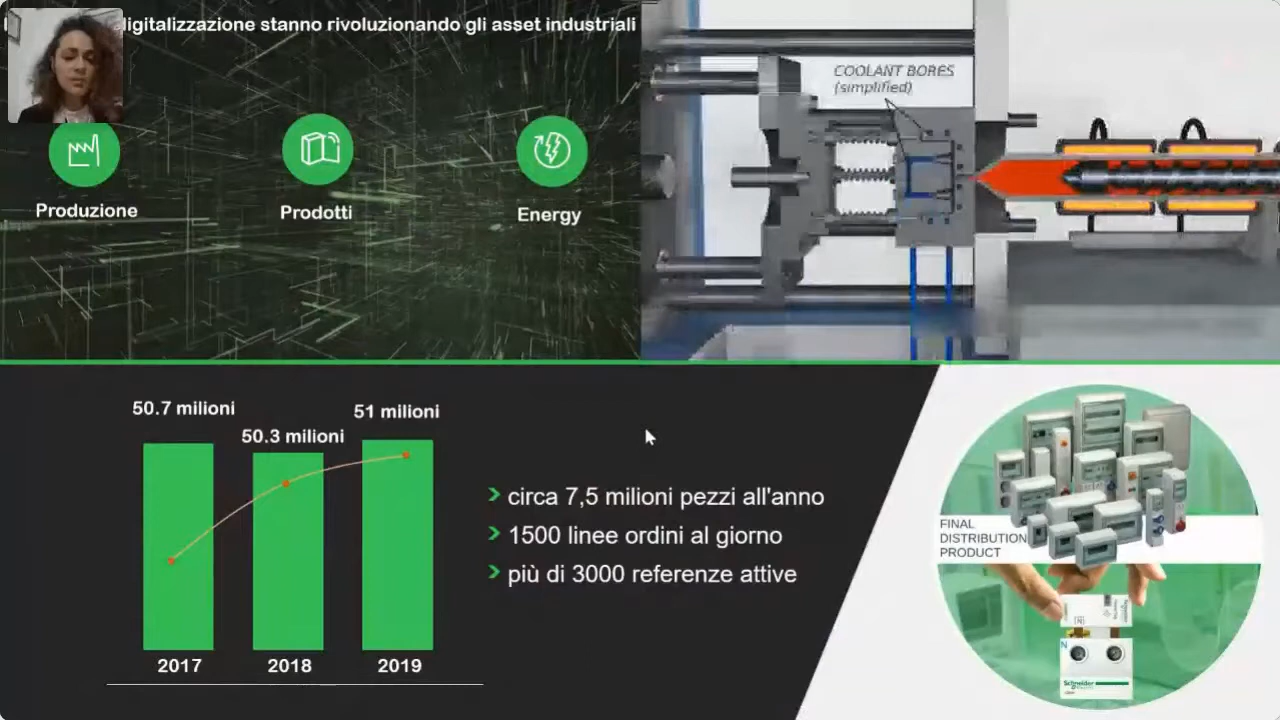 digitalizzazione stanno rivoluzionando gli asset industriali
Produzione
Prodotti
Energy
COOLANT BORES
(simplified)
50.7 milioni
50.3 milioni
51 milioni
2017
2018
2019
circa 7,5 milioni pezzi all'anno
1500 linee ordini al giorno
più di 3000 referenze attive
FINAL
DISTRIBUTION
PRODUCT
N
Schneider